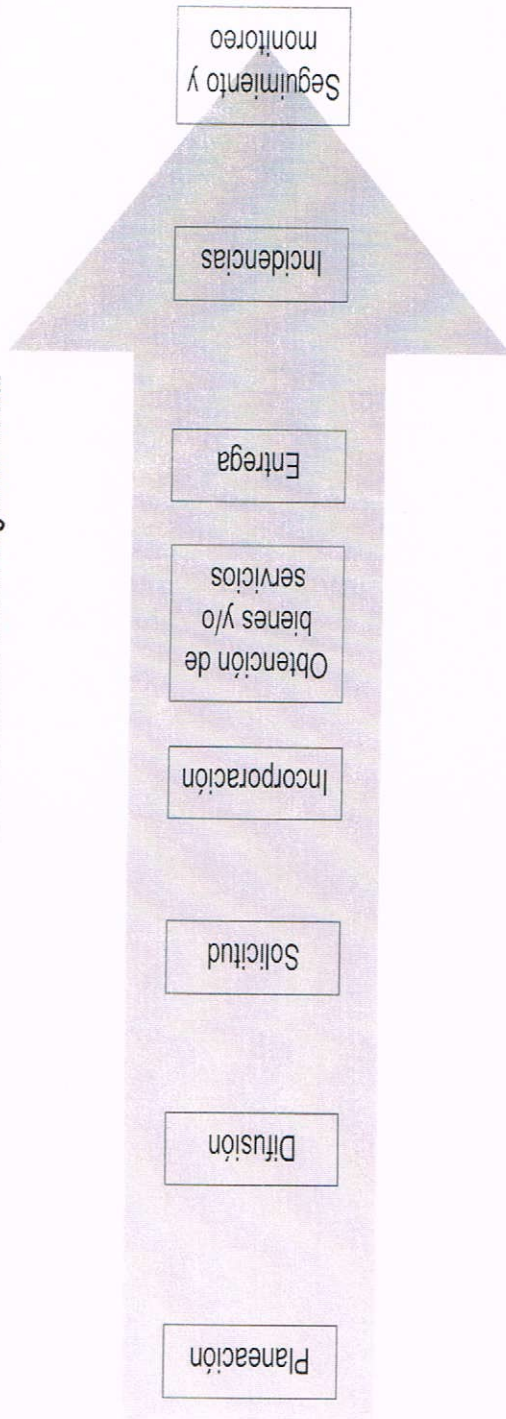 Planeación
Difusión
Solicitud
Incorporación
Obtención de
bienes y/o
servicios
Entrega
Incidencias
Seguimiento y
monitoreo